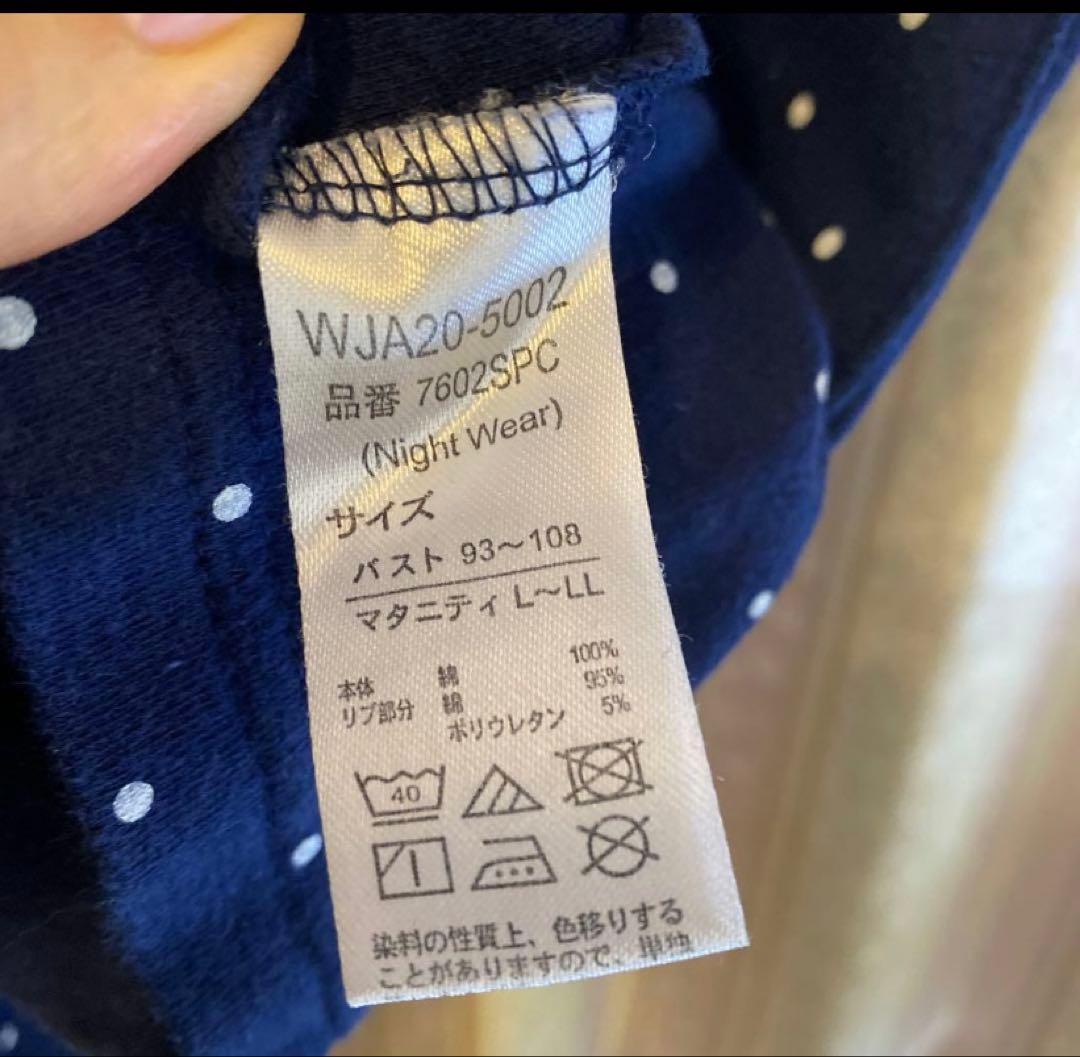 WJA20-5002
品番 7602SPC
(Night Wear)
サイズ
バスト 93～108
マタニティ L～LL
本体 綿 100%
リブ部分 綿 95%
ポリウレタン 5%
40
染料の性質上、色移りする
ことがありますので、単独